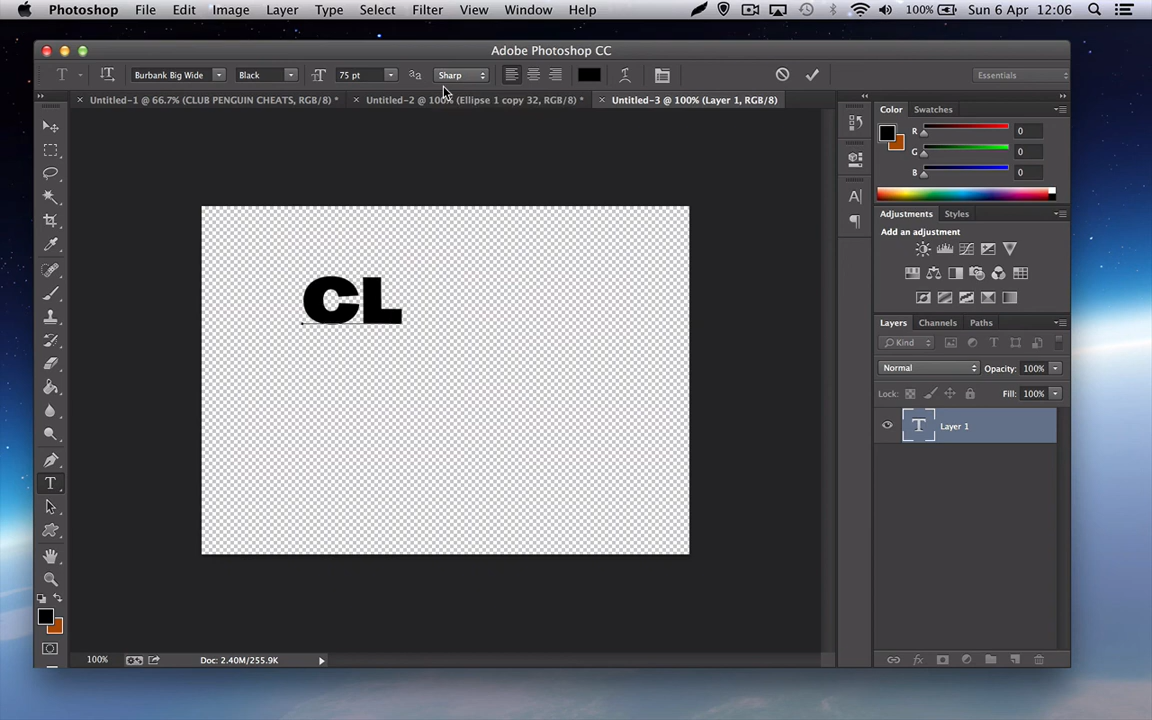 Photoshop File Edit Image Layer Type Select Filter View Window Help 100% Sun 6 Apr 12:06
Adobe Photoshop CC
T Burbank Big Wide Black T 75 pt aa Sharp Essentials
Untitled-1 @ 66.7% (CLUB PENGUIN CHEATS, RGB/8) * Untitled-2 @ 100% (Ellipse 1 copy 32, RGB/8) * Untitled-3 @ 100% (Layer 1, RGB/8)
Color Swatches
R 0
G 0
B 0
A
Adjustments Styles
Add an adjustment
CL
Layers Channels Paths
Kind T
Normal Opacity: 100%
Lock: Fill: 100%
T Layer 1
T
100% Doc: 2.40M/255.9K fx